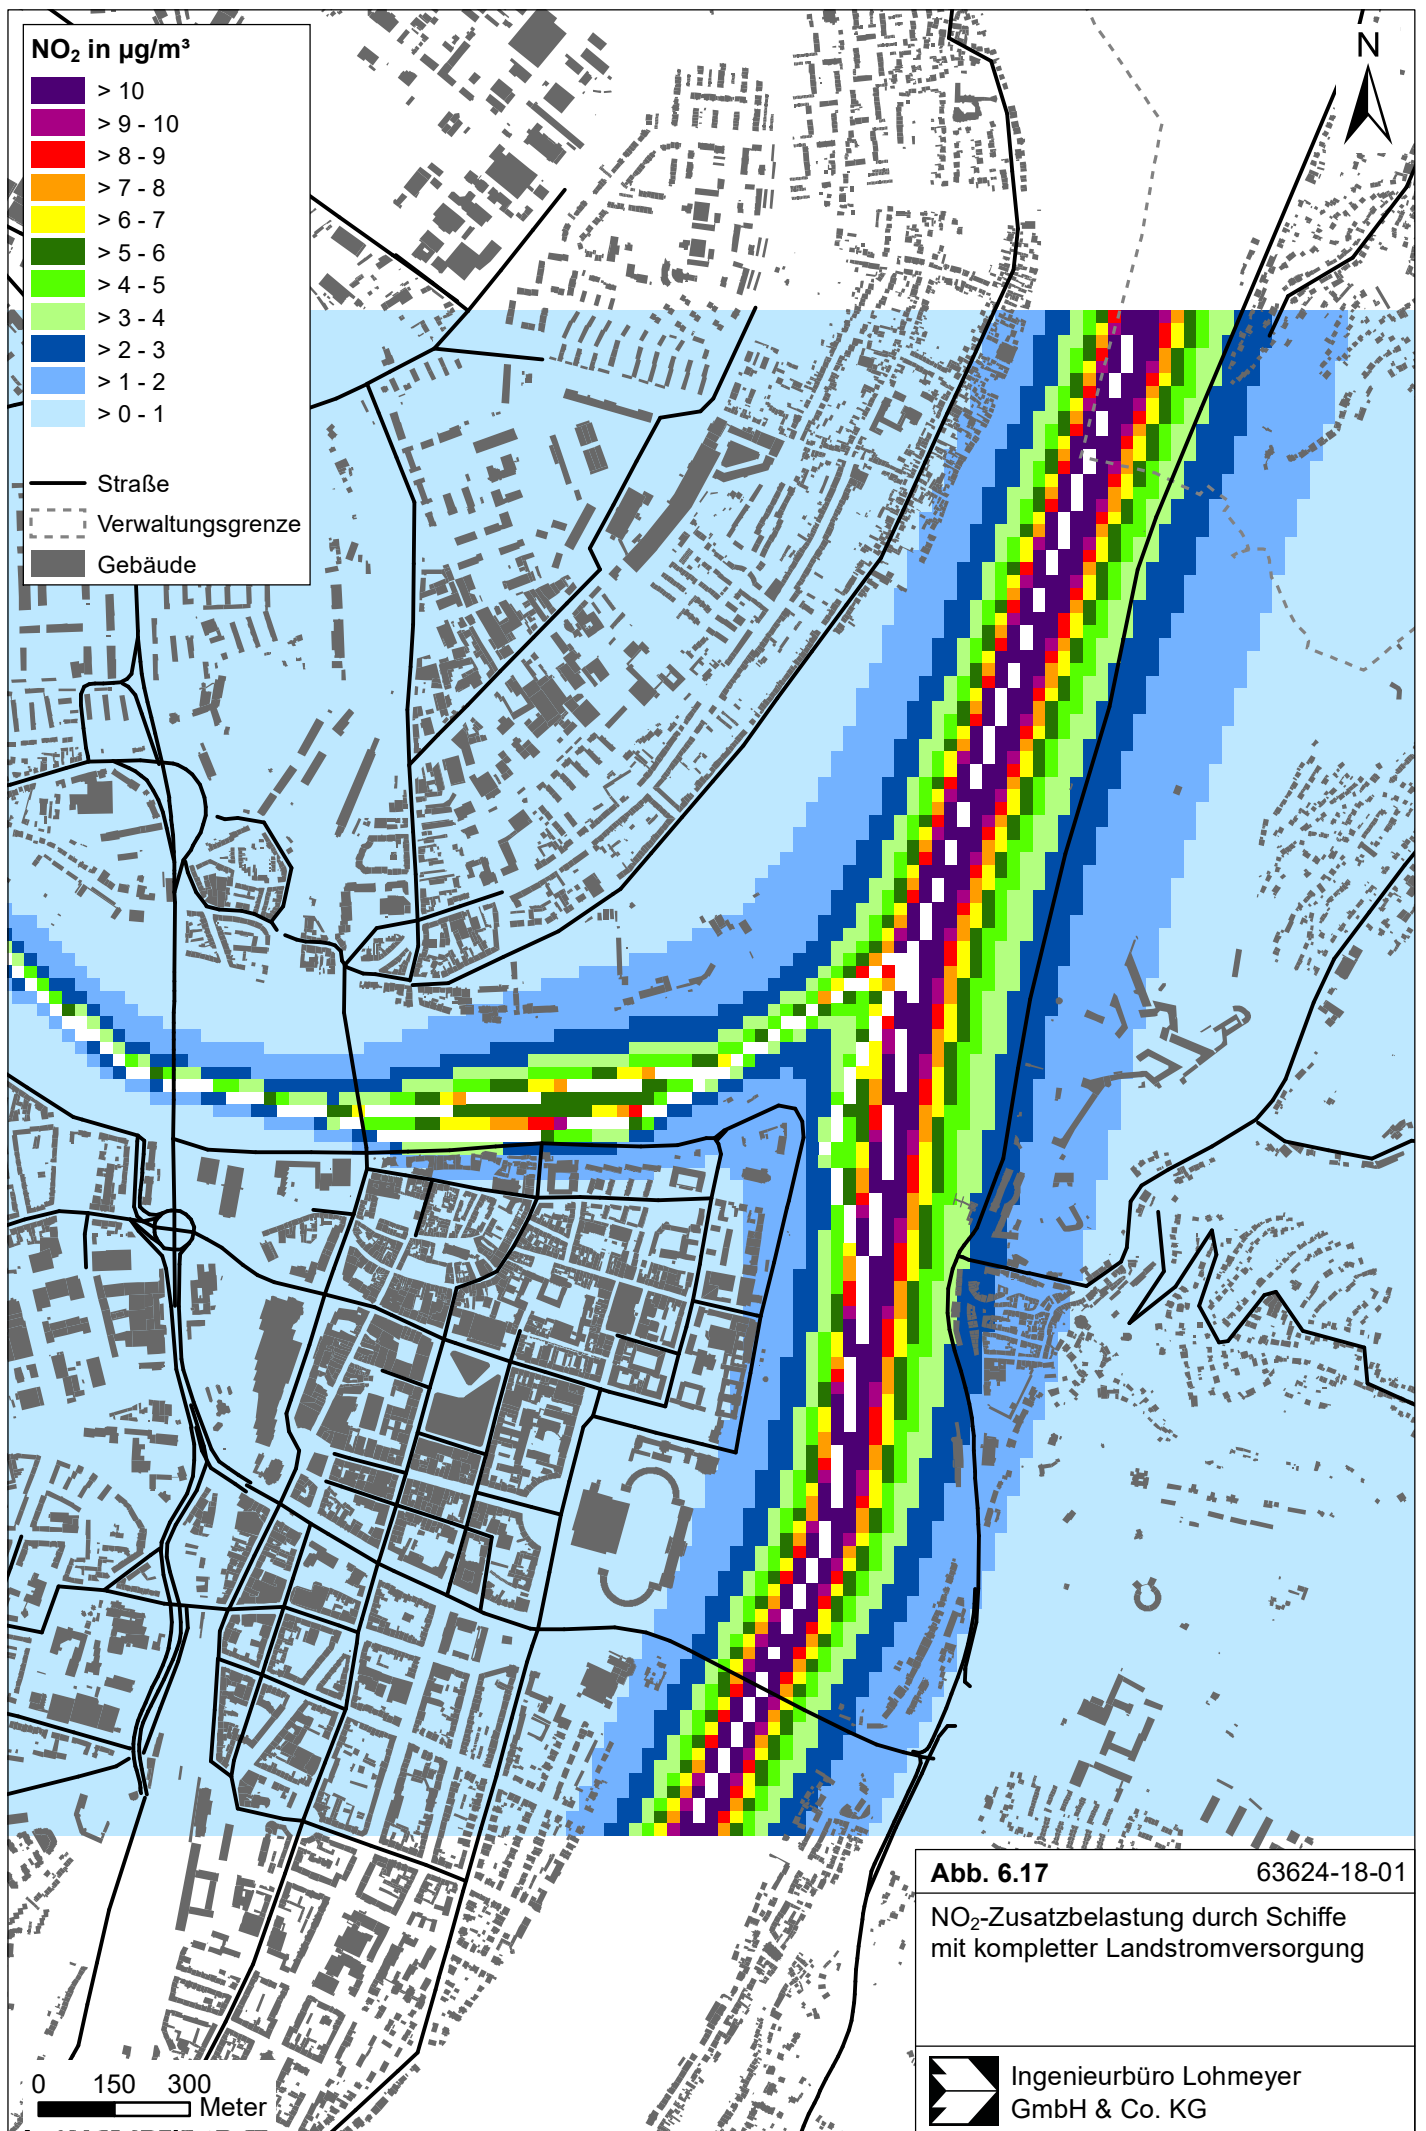 NO₂ in µg/m³
> 10
> 9 - 10
> 8 - 9
> 7 - 8
> 6 - 7
> 5 - 6
> 4 - 5
> 3 - 4
> 2 - 3
> 1 - 2
> 0 - 1
Straße
Verwaltungsgrenze
Gebäude
N
0 150 300
Meter
Abb. 6.17 63624-18-01
NO₂-Zusatzbelastung durch Schiffe
mit kompletter Landstromversorgung
Ingenieurbüro Lohmeyer
GmbH & Co. KG